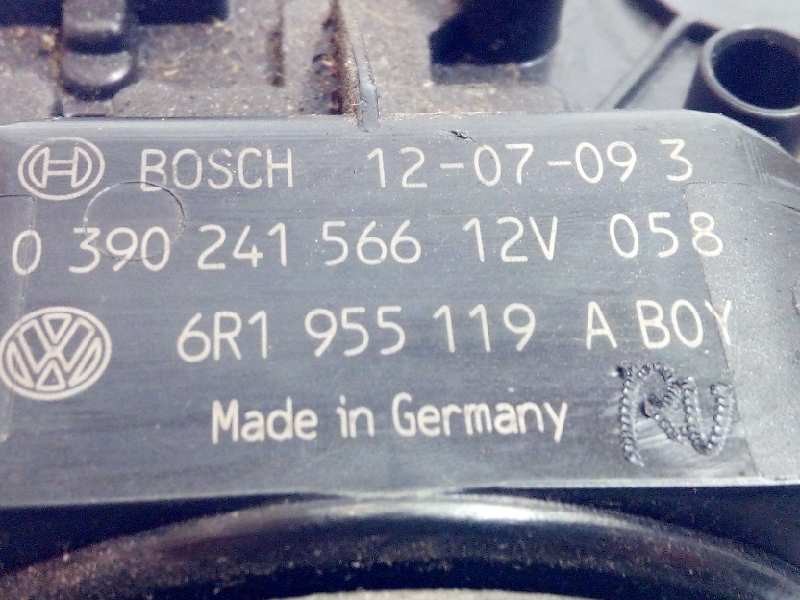 BOSCH 12-07-09 3
0 390 241 566 12V 058
6R1 955 119 A BOY
Made in Germany